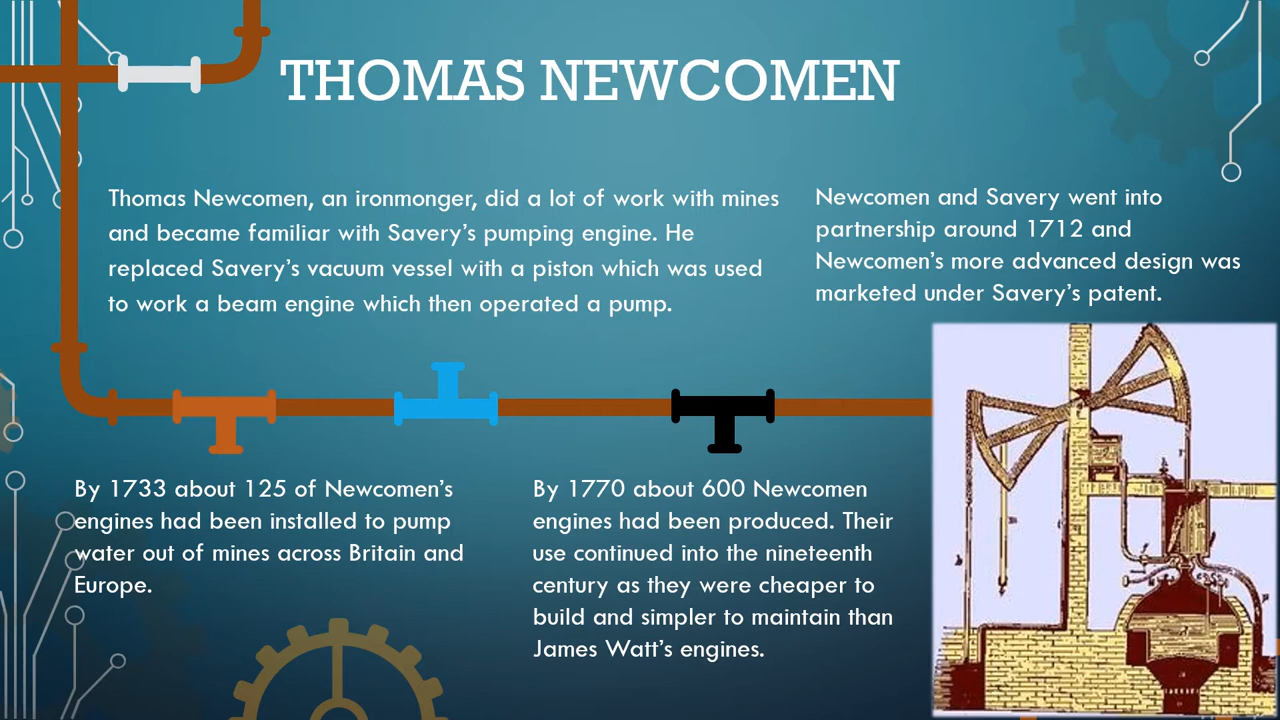 THOMAS NEWCOMEN
Thomas Newcomen, an ironmonger, did a lot of work with mines
and became familiar with Savery’s pumping engine. He
replaced Savery’s vacuum vessel with a piston which was used
to work a beam engine which then operated a pump.
Newcomen and Savery went into
partnership around 1712 and
Newcomen’s more advanced design was
marketed under Savery’s patent.
By 1733 about 125 of Newcomen’s
engines had been installed to pump
water out of mines across Britain and
Europe.
By 1770 about 600 Newcomen
engines had been produced. Their
use continued into the nineteenth
century as they were cheaper to
build and simpler to maintain than
James Watt’s engines.